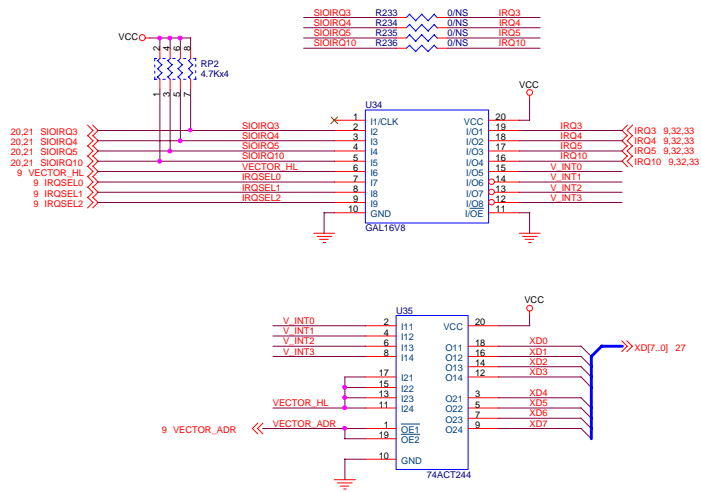 SIOIRQ3 R233 0/NS IRQ3
SIOIRQ4 R234 0/NS IRQ4
SIOIRQ5 R235 0/NS IRQ5
SIOIRQ10 R236 0/NS IRQ10
VCC
2 4 6 8
RP2
4.7Kx4
1 3 5 7
VCC
U34
1 I1/CLK VCC 20
20,21 SIOIRQ3 SIOIRQ3 2 I2 I/O1 19 IRQ3 IRQ3 9,32,33
20,21 SIOIRQ4 SIOIRQ4 3 I3 I/O2 18 IRQ4 IRQ4 9,32,33
20,21 SIOIRQ5 SIOIRQ5 4 I4 I/O3 17 IRQ5 IRQ5 9,32,33
20,21 SIOIRQ10 SIOIRQ10 5 I5 I/O4 16 IRQ10 IRQ10 9,32,33
9 VECTOR_HL VECTOR_HL 6 I6 I/O5 15 V_INT0
9 IRQSEL0 IRQSEL0 7 I7 I/O6 14 V_INT1
9 IRQSEL1 IRQSEL1 8 I8 I/O7 13 V_INT2
9 IRQSEL2 IRQSEL2 9 I9 I/O8 12 V_INT3
10 GND I/OE 11
GAL16V8
VCC
U35
V_INT0 2 I11 VCC 20
V_INT1 4 I12
V_INT2 6 I13 O11 18 XD0 XD[7..0] 27
V_INT3 8 I14 O12 16 XD1
O13 14 XD2
17 I21 O14 12 XD3
15 I22
13 I23 O21 3 XD4
VECTOR_HL 11 I24 O22 5 XD5
O23 7 XD6
9 VECTOR_ADR VECTOR_ADR 1 OE1 O24 9 XD7
19 OE2
10 GND
74ACT244